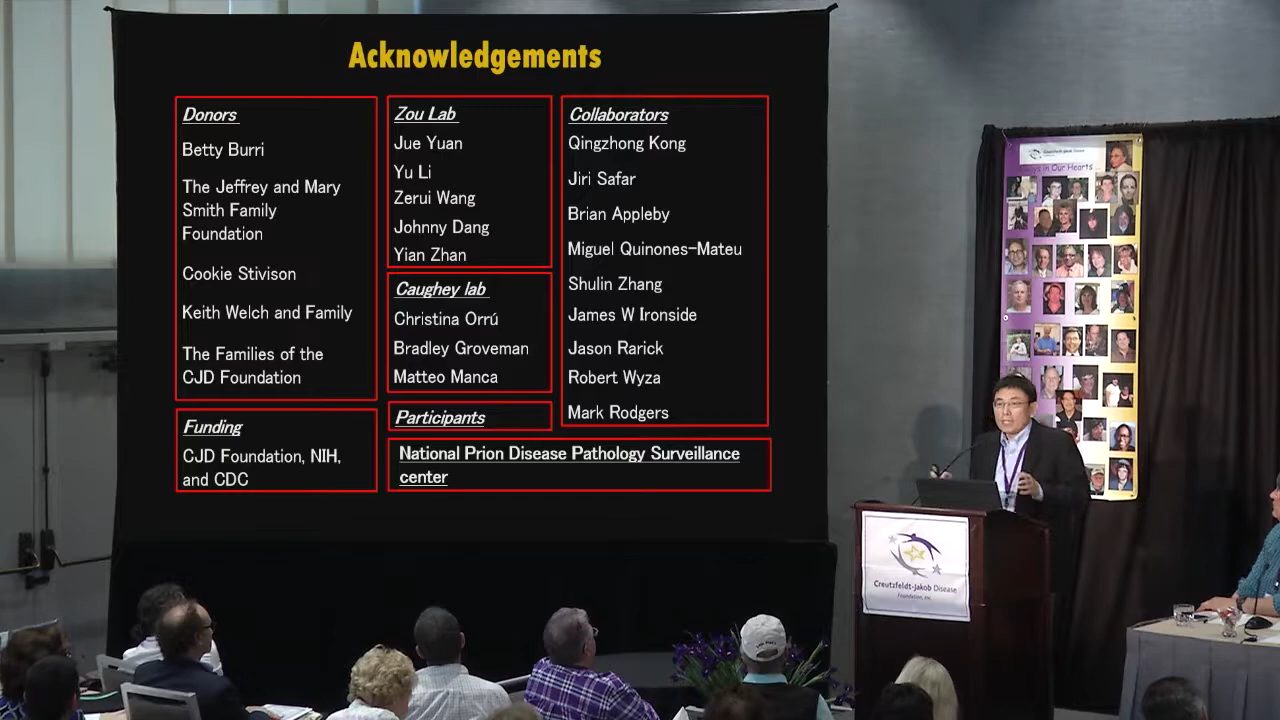 Acknowledgements
Donors
Betty Burri
The Jeffrey and Mary
Smith Family
Foundation
Cookie Stivison
Keith Welch and Family
The Families of the
CJD Foundation
Funding
CJD Foundation, NIH,
and CDC
Zou Lab
Jue Yuan
Yu Li
Zerui Wang
Johnny Dang
Yian Zhan
Caughey lab
Christina Orrú
Bradley Groveman
Matteo Manca
Participants
National Prion Disease Pathology Surveillance
center
Collaborators
Qingzhong Kong
Jiri Safar
Brian Appleby
Miguel Quinones-Mateu
Shulin Zhang
James W Ironside
Jason Rarick
Robert Wyza
Mark Rodgers
in Our Hearts
Creutzfeldt-Jakob Disease
Foundation, Inc.